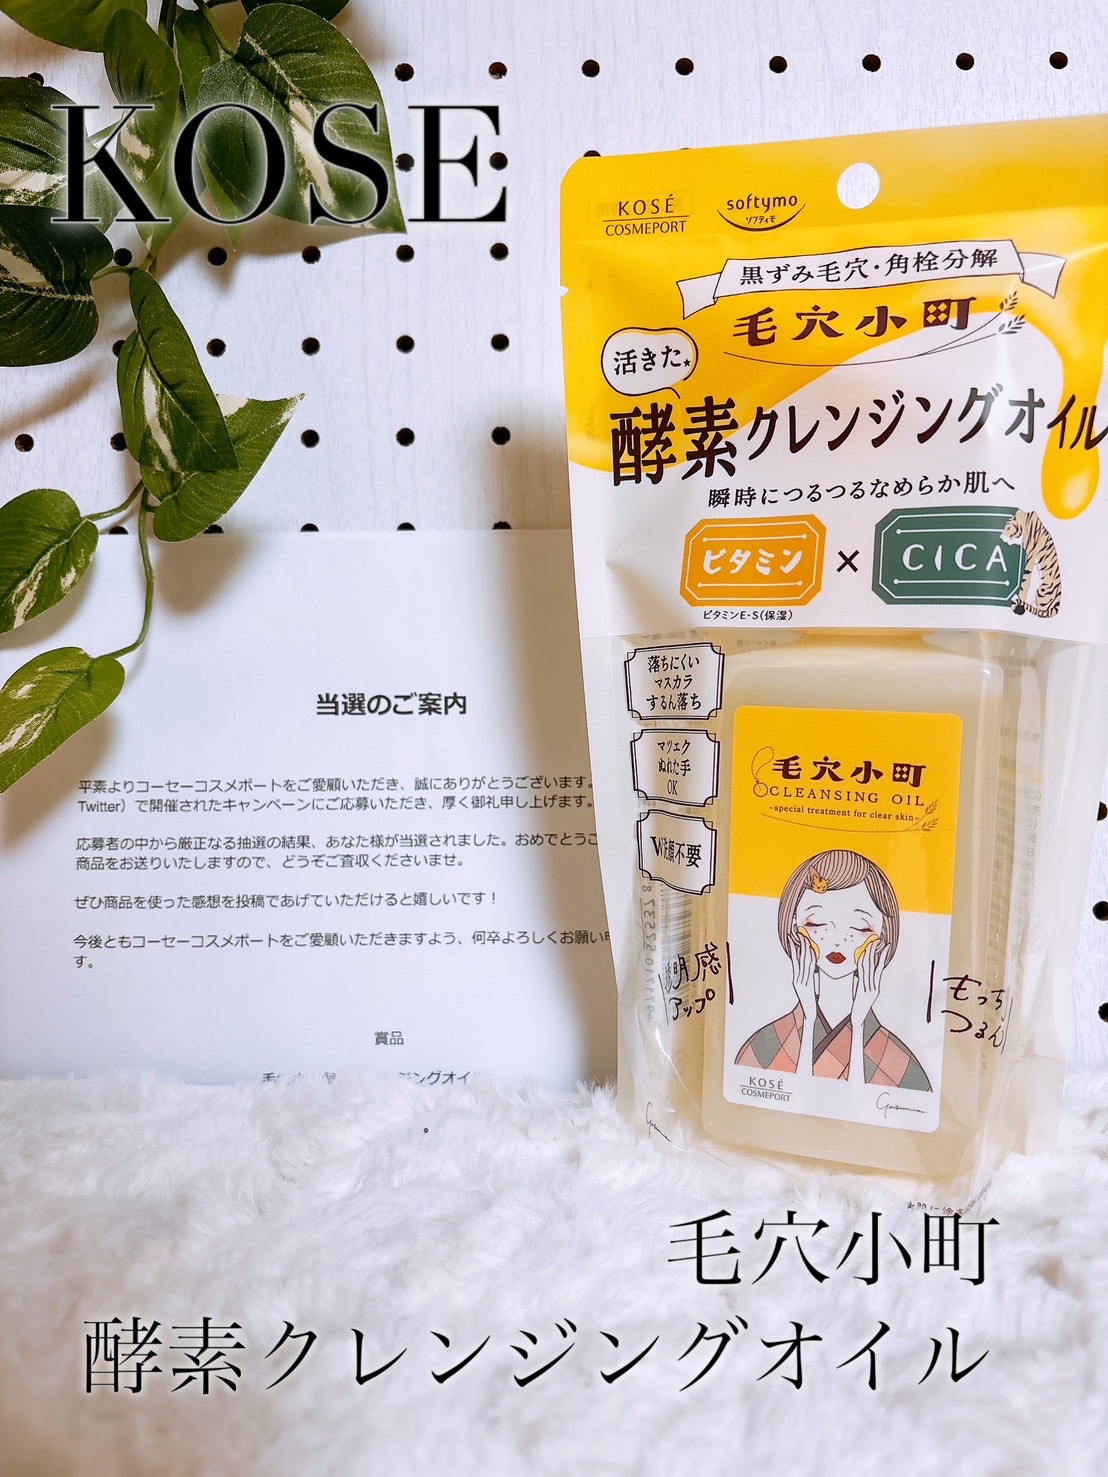 KOSE
KOSÉ
COSMEPORT
softymo
ソフティモ
黒ずみ毛穴・角栓分解
毛穴小町
活きた★
酵素クレンジングオイル
瞬時につるつるなめらか肌へ
ビタミン × CICA
ビタミンE・S(保湿)
落ちにくい
マスカラ
するん落ち
マツエク
ぬれた手
OK
W洗顔不要
毛穴小町
CLEANSING OIL
~special treatment for clear skin~
明感
アップ
もっち
つるん
KOSÉ
COSMEPORT
当選のご案内
平素よりコーセーコスメポートをご愛顧いただき、誠にありがとうございます。
Twitter）で開催されたキャンペーンにご応募いただき、厚く御礼申し上げます。
応募者の中から厳正なる抽選の結果、あなた様が当選されました。おめでとうご
商品をお送りいたしますので、どうぞご査収くださいませ。
ぜひ商品を使った感想を投稿であげていただけると嬉しいです！
今後ともコーセーコスメポートをご愛顧いただきますよう、何卒よろしくお願い申
す。
賞品
毛穴小町
酵素クレンジングオイル